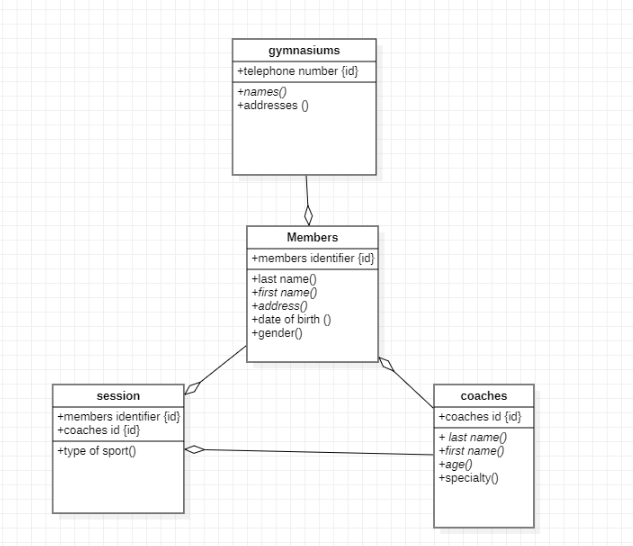 gymnasiums
+telephone number {id}
+names()
+addresses ()
Members
+members identifier {id}
+last name()
+first name()
+address()
+date of birth ()
+gender()
session
+members identifier {id}
+coaches id {id}
+type of sport()
coaches
+coaches id {id}
+ last name()
+first name()
+age()
+specialty()